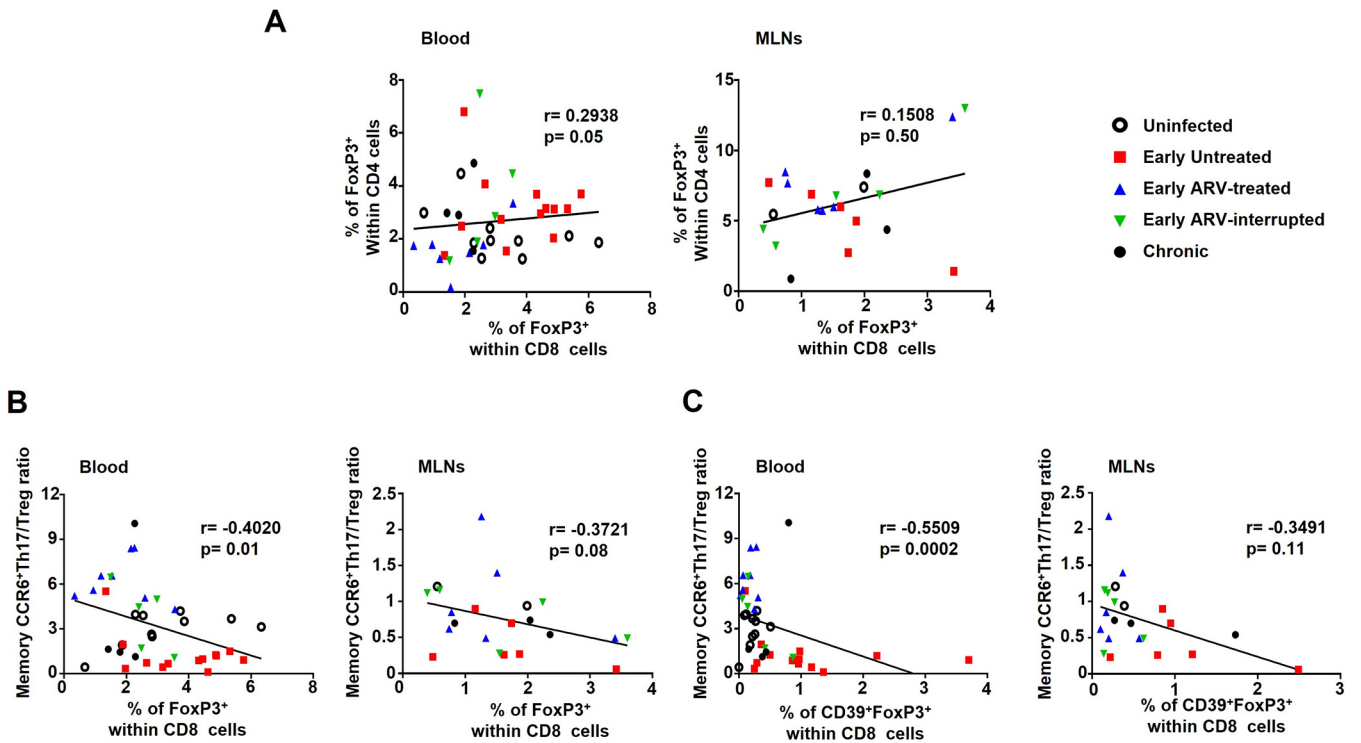 A
Blood
% of FoxP3⁺
Within CD4 cells
8
6
4
2
0
r= 0.2938
p= 0.05
0
2
4
6
8
% of FoxP3⁺
within CD8 cells
MLNs
% of FoxP3⁺
Within CD4 cells
15
10
5
0
r= 0.1508
p= 0.50
0
1
2
3
4
% of FoxP3⁺
within CD8 cells
Uninfected
Early Untreated
Early ARV-treated
Early ARV-interrupted
Chronic
B
Blood
Memory CCR6⁺Th17/Treg ratio
12
9
6
3
0
r= -0.4020
p= 0.01
0
2
4
6
8
% of FoxP3⁺
within CD8 cells
MLNs
Memory CCR6⁺Th17/Treg ratio
2.5
2
1.5
1
0.5
0
r= -0.3721
p= 0.08
0
1
2
3
4
% of FoxP3⁺
within CD8 cells
C
Blood
Memory CCR6⁺Th17/Treg ratio
12
9
6
3
0
r= -0.5509
p= 0.0002
0
1
2
3
4
% of CD39⁺FoxP3⁺
within CD8 cells
MLNs
Memory CCR6⁺Th17/Treg ratio
2.5
2
1.5
1
0.5
0
r= -0.3491
p= 0.11
0
1
2
3
% of CD39⁺FoxP3⁺
within CD8 cells